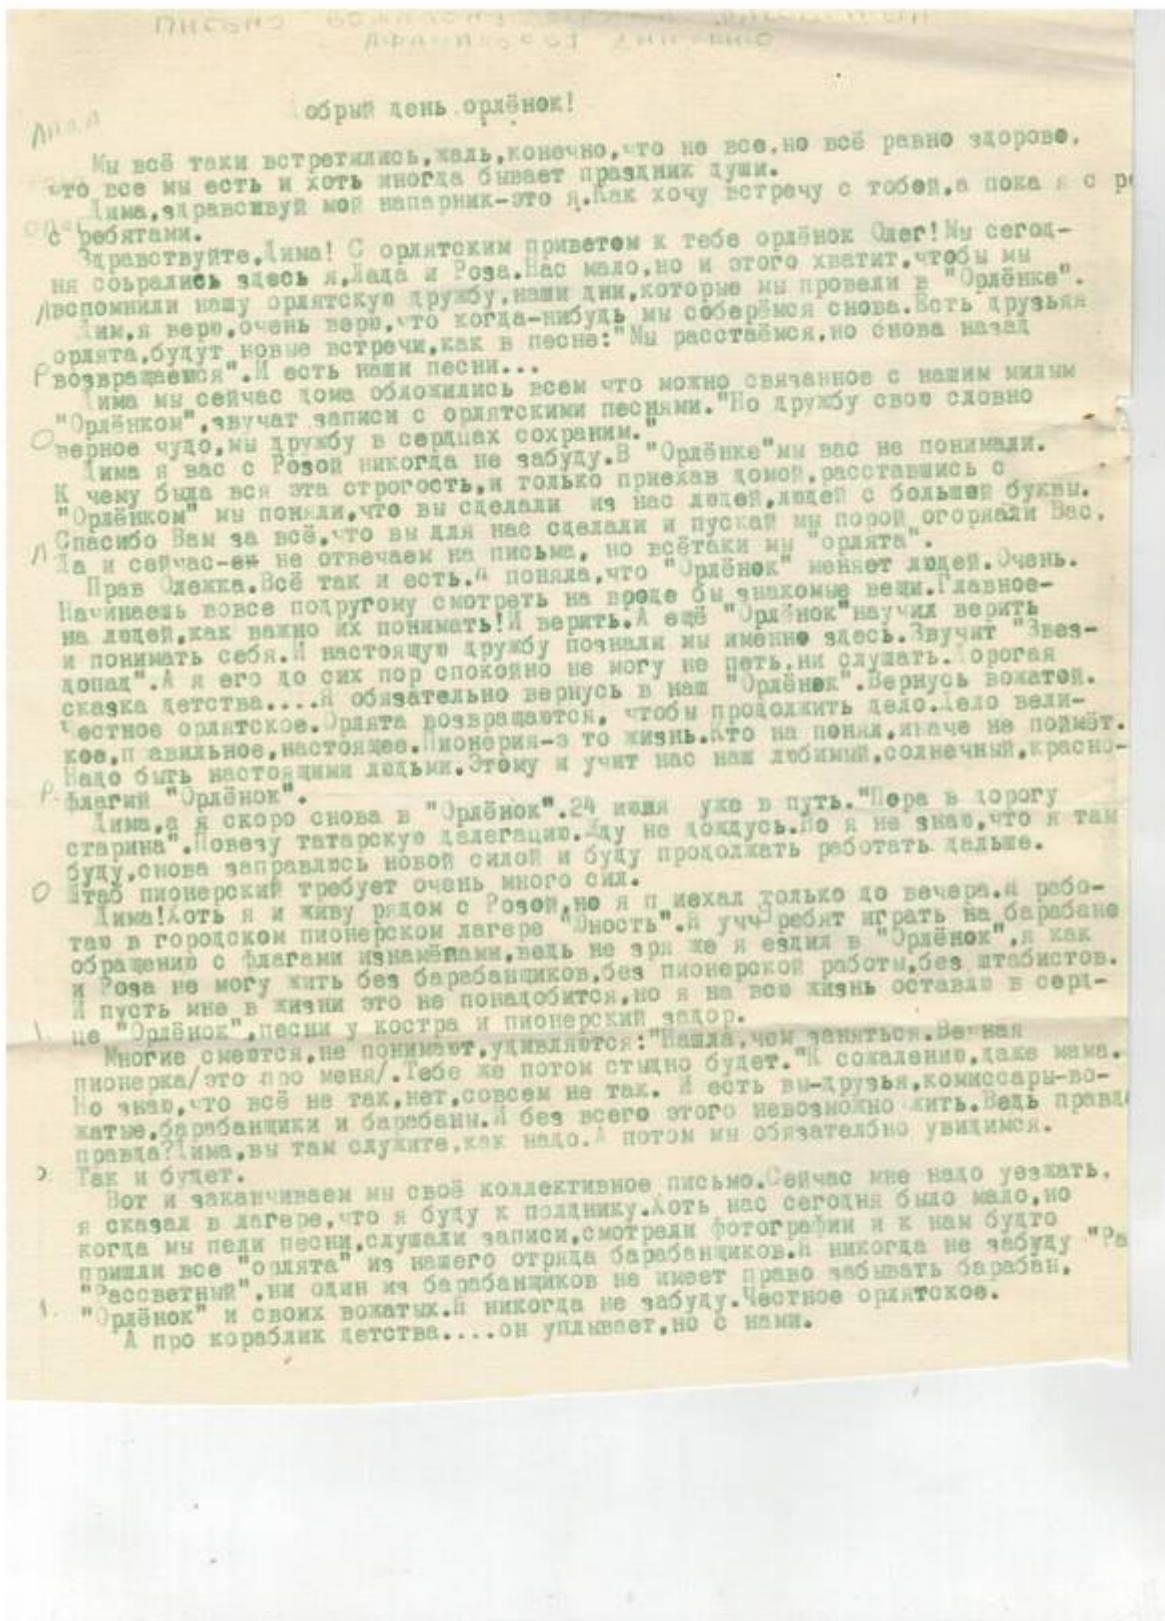 обрый день.орлёнок!
ЛАДА
Мы всё таки встретились,жаль,конечно,что не все,но всё равно здорово,
что все мы есть и хоть иногда бывает праздник души.
Дима,здравсивуй мой напарник-это я.Как хочу встречу с тобой,а пока я с ре
с ребятами.
Здравствуйте,Дима! С орлятским приветом к тебе орлёнок Олег!Мы сегод-
ня собрались здесь я,Лада и Роза.Нас мало,но и этого хватит,чтобы мы
Лвспомнили нашу орлятскую дружбу,наши дни,которые мы провели в "Орлёнке".
Дим,я верю,очень верю,что когда-нибудь мы соберёмся снова.Есть друзьяя
орлята,будут новые встречи,как в песне:"Мы расстаёмся,но снова назад
Р возвращаемся".И есть наши песни...
Дима мы сейчас дома обложились всем что можно связанное с нашим милым
"Орлёнком",звучат записи с орлятскими песнями."Но дружбу свою словно
О верное чудо,мы дружбу в сердцах сохраним."
Дима я вас с Розой никогда не забуду.В "Орлёнке"мы вас не понимали.
К чему была вся эта строгость,и только приехав домой,расставшись с
"Орлёнком" мы поняли,что вы сделали из нас людей,людей с большей буквы.
Спасибо Вам за всё,что вы для нас сделали и пускай мы порой огорчали Вас.
Л Да и сейчас-ен не отвечаем на письма, но всётаки мы "орлята".
Прав Олежка.Всё так и есть.Я поняла,что "Орлёнок" меняет людей.Очень.
Начинаешь вовсе подругому смотреть на вроде бы знакомые вещи.Главное-
на людей,как важно их понимать!И верить.А ещё "Орлёнок"научил верить
и понимать себя.И настоящую дружбу познали мы именно здесь.Звучит "Звез-
допад".А я его до сих пор спокойно не могу не петь,ни слушать.Дорогая
сказка детства....Я обязательно вернусь в наш "Орлёнок".Вернусь вожатой.
Честное орлятское.Орлята возвращаются, чтобы продолжить дело.Дело вели-
кое,п авильное,настоящее.Пионерия-э то жизнь.Кто на понял,иначе не поймёт.
Надо быть настоящими людьми.Этому и учит нас наш любимый,солнечный,красно-
Р. флагий "Орлёнок".
Дима,а я скоро снова в "Орлёнок".24 июня уже в путь."Пора в дорогу
старина".Повезу татарскую делегацию.Жду не дождусь.Но я не знаю,что я там
буду,снова заправлюсь новой силой и буду продолжать работать дальше.
О Штаб пионерский требует очень много сил.
Дима!Хоть я и живу рядом с Розой,но я п иехал только до вечера.Я рабо-
таю в городском пионерском лагере "Юность".Я учу ребят играть на барабане
обращению с флагами изнамёнами,ведь не зря же я ездил в "Орлёнок",я как
и Роза не могу жить без барабанщиков,без пионерской работы,без штабистов.
И пусть мне в жизни это не понадобится,но я на всю жизнь оставлю в серд-
це "Орлёнок",песни у костра и пионерский задор.
Многие смеются,не понимают,удивляются:"Нашла,чем заняться.Вечная
пионерка/это про меня/.Тебе же потом стыдно будет."К сожалению,даже мама.
Но знаю,что всё не так,нет,совсем не так. И есть вы-друзья,комиссары-во-
жатые,барабанщики и барабаны.И без всего этого невозможно жить.Ведь правда
правда?Дима,вы там служите,как надо.А потом мы обязателбно увидимся.
Так и будет.
Вот и заканчиваем мы своё коллективное письмо.Сейчас мне надо уезжать,
я сказал в лагере,что я буду к полднику.Хоть нас сегодня было мало,но
когда мы пели песни,слушали записи,смотрели фотографии и к нам будто
пришли все "орлята" из нашего отряда барабанщиков.Я никогда не забуду "Ра
"Рассветный",ни один из барабанщиков не имеет право забывать барабан,
"Орлёнок" и своих вожатых.Я никогда не забуду.Честное орлятское.
А про кораблик детства....он уплывает,но с нами.